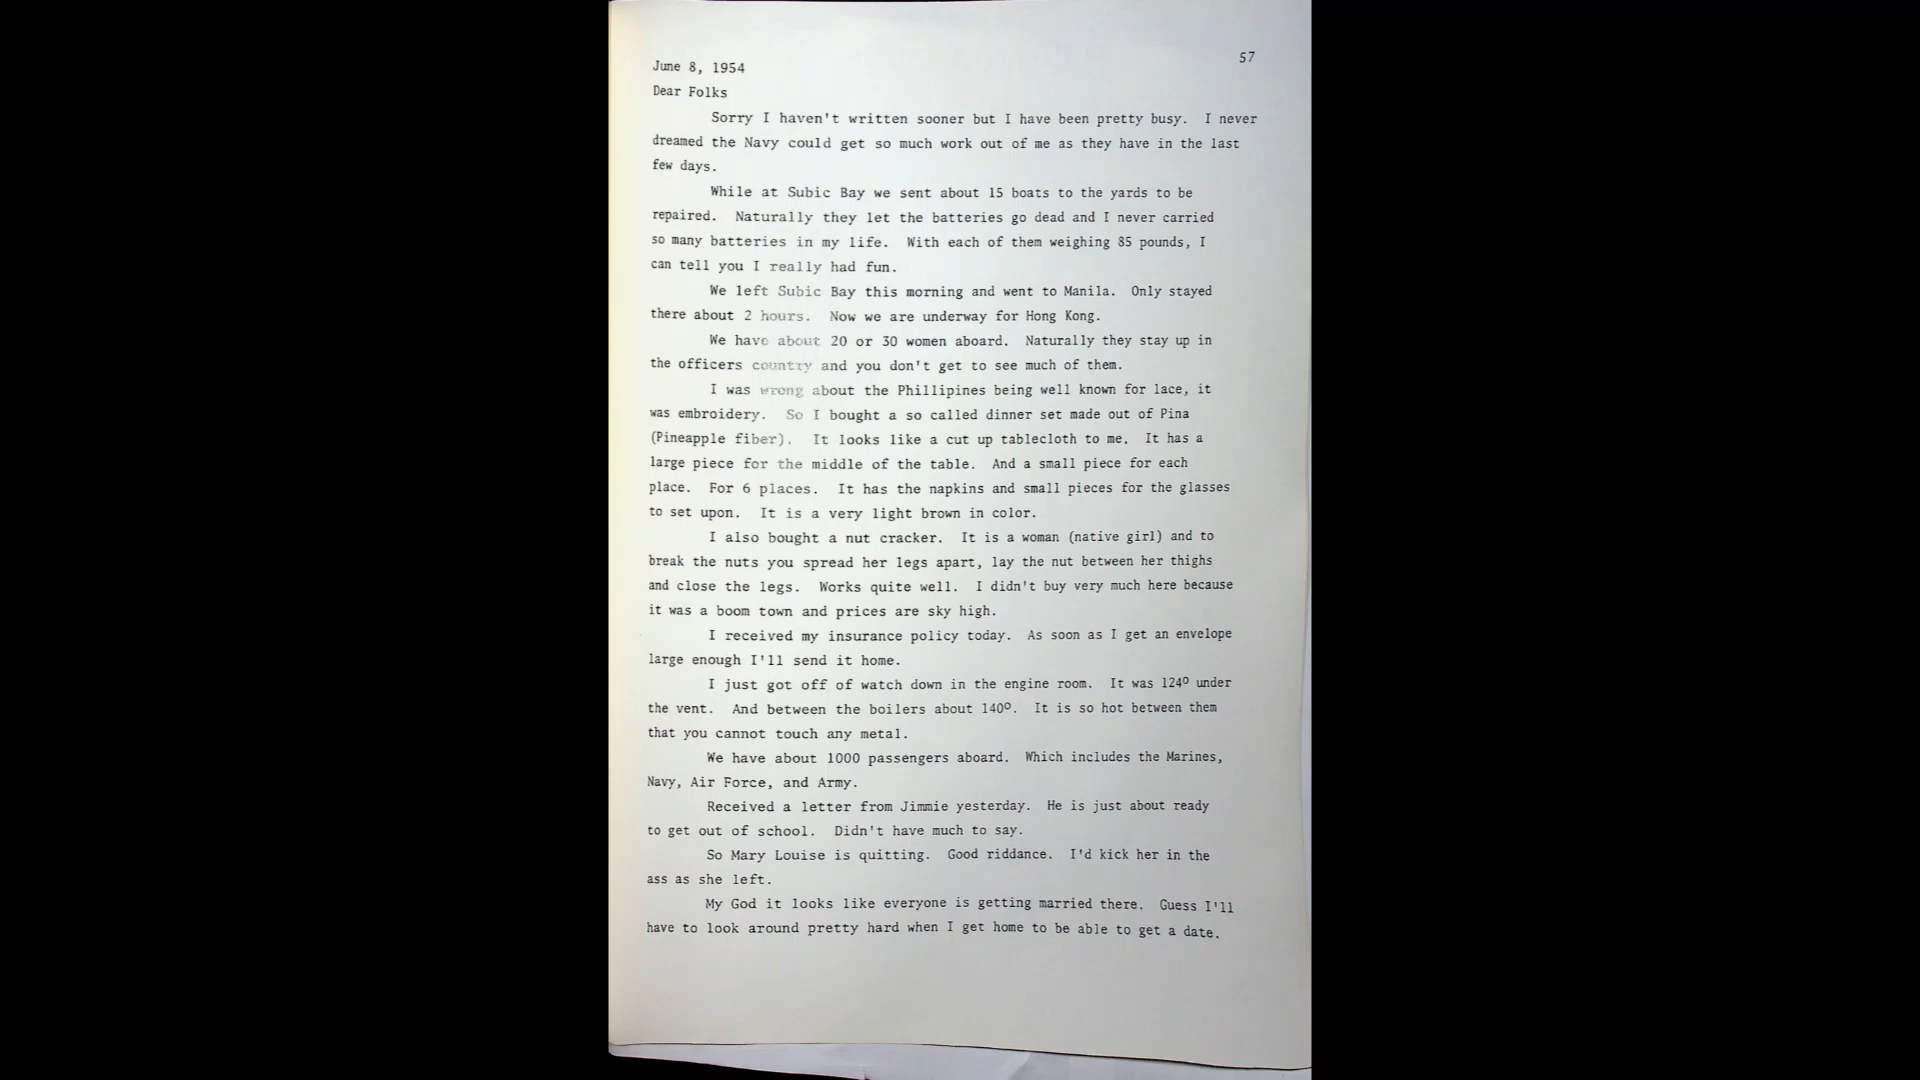 57
June 8, 1954
Dear Folks
Sorry I haven't written sooner but I have been pretty busy. I never
dreamed the Navy could get so much work out of me as they have in the last
few days.
While at Subic Bay we sent about 15 boats to the yards to be
repaired. Naturally they let the batteries go dead and I never carried
so many batteries in my life. With each of them weighing 85 pounds, I
can tell you I really had fun.
We left Subic Bay this morning and went to Manila. Only stayed
there about 2 hours. Now we are underway for Hong Kong.
We have about 20 or 30 women aboard. Naturally they stay up in
the officers country and you don't get to see much of them.
I was wrong about the Phillipines being well known for lace, it
was embroidery. So I bought a so called dinner set made out of Pina
(Pineapple fiber). It looks like a cut up tablecloth to me. It has a
large piece for the middle of the table. And a small piece for each
place. For 6 places. It has the napkins and small pieces for the glasses
to set upon. It is a very light brown in color.
I also bought a nut cracker. It is a woman (native girl) and to
break the nuts you spread her legs apart, lay the nut between her thighs
and close the legs. Works quite well. I didn't buy very much here because
it was a boom town and prices are sky high.
I received my insurance policy today. As soon as I get an envelope
large enough I'll send it home.
I just got off of watch down in the engine room. It was 124º under
the vent. And between the boilers about 140º. It is so hot between them
that you cannot touch any metal.
We have about 1000 passengers aboard. Which includes the Marines,
Navy, Air Force, and Army.
Received a letter from Jimmie yesterday. He is just about ready
to get out of school. Didn't have much to say.
So Mary Louise is quitting. Good riddance. I'd kick her in the
ass as she left.
My God it looks like everyone is getting married there. Guess I'll
have to look around pretty hard when I get home to be able to get a date.